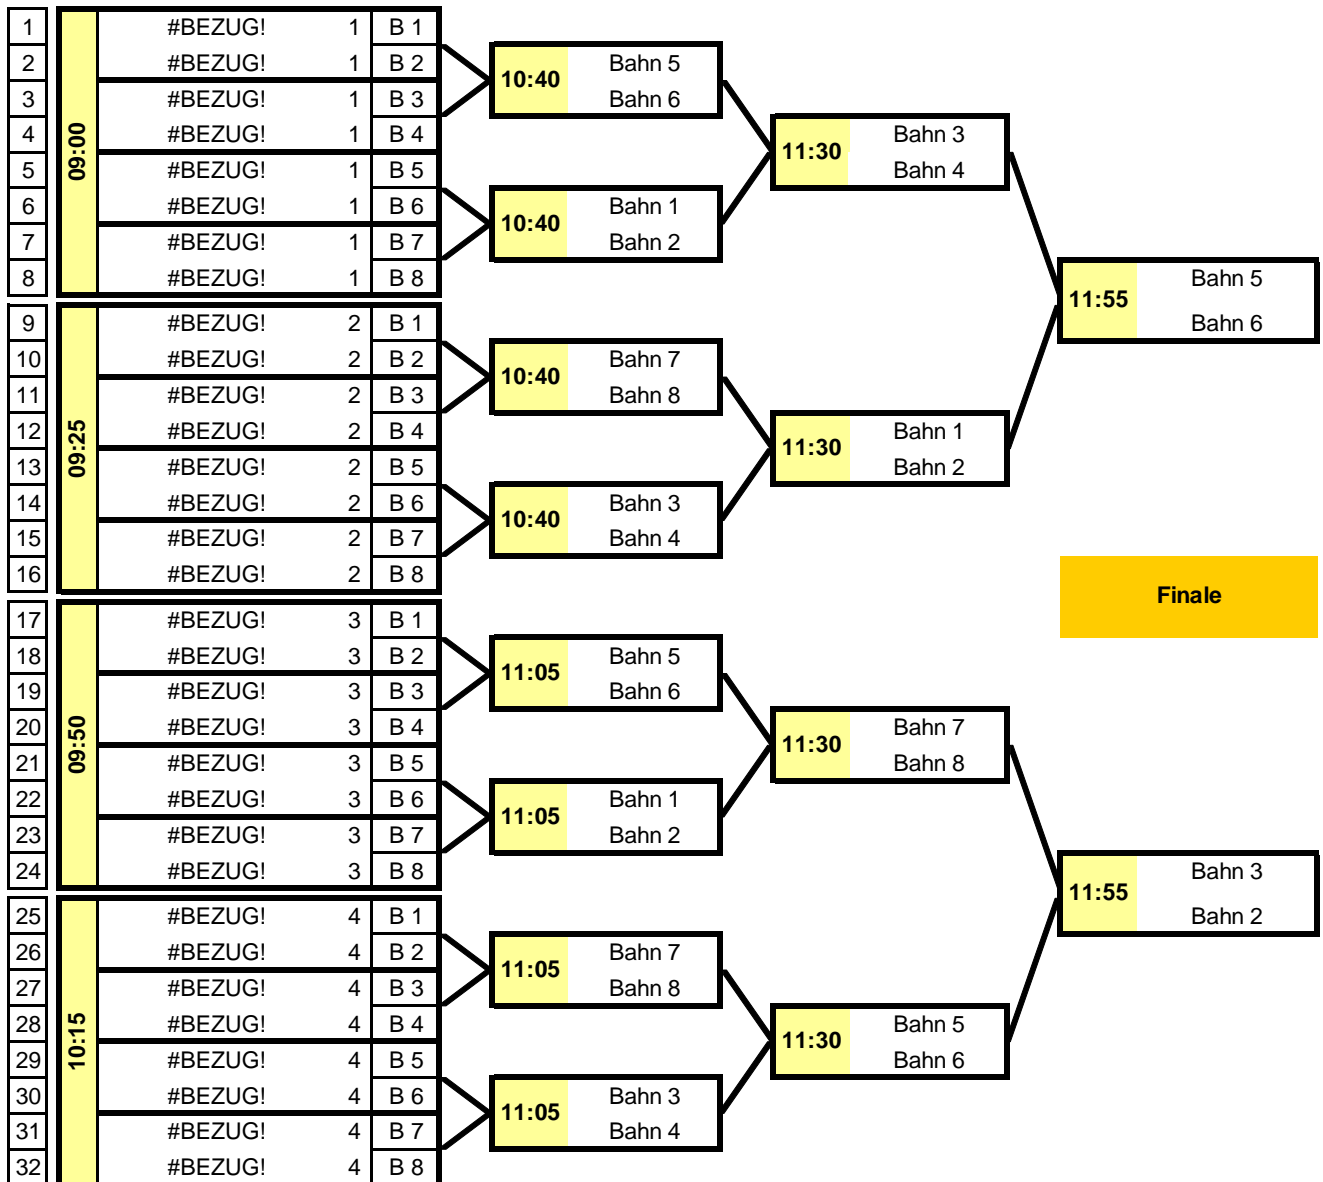 1 #BEZUG! 1 B 1
2 #BEZUG! 1 B 2
10:40 Bahn 5
Bahn 6
3 #BEZUG! 1 B 3
4 #BEZUG! 1 B 4
09:00
11:30 Bahn 3
Bahn 4
5 #BEZUG! 1 B 5
6 #BEZUG! 1 B 6
10:40 Bahn 1
Bahn 2
7 #BEZUG! 1 B 7
8 #BEZUG! 1 B 8
11:55 Bahn 5
Bahn 6
9 #BEZUG! 2 B 1
10 #BEZUG! 2 B 2
10:40 Bahn 7
Bahn 8
11 #BEZUG! 2 B 3
12 #BEZUG! 2 B 4
09:25
11:30 Bahn 1
Bahn 2
13 #BEZUG! 2 B 5
14 #BEZUG! 2 B 6
10:40 Bahn 3
Bahn 4
15 #BEZUG! 2 B 7
16 #BEZUG! 2 B 8
Finale
17 #BEZUG! 3 B 1
18 #BEZUG! 3 B 2
11:05 Bahn 5
Bahn 6
19 #BEZUG! 3 B 3
20 #BEZUG! 3 B 4
09:50
11:30 Bahn 7
Bahn 8
21 #BEZUG! 3 B 5
22 #BEZUG! 3 B 6
11:05 Bahn 1
Bahn 2
23 #BEZUG! 3 B 7
24 #BEZUG! 3 B 8
11:55 Bahn 3
Bahn 2
25 #BEZUG! 4 B 1
26 #BEZUG! 4 B 2
11:05 Bahn 7
Bahn 8
27 #BEZUG! 4 B 3
28 #BEZUG! 4 B 4
10:15
11:30 Bahn 5
Bahn 6
29 #BEZUG! 4 B 5
30 #BEZUG! 4 B 6
11:05 Bahn 3
Bahn 4
31 #BEZUG! 4 B 7
32 #BEZUG! 4 B 8